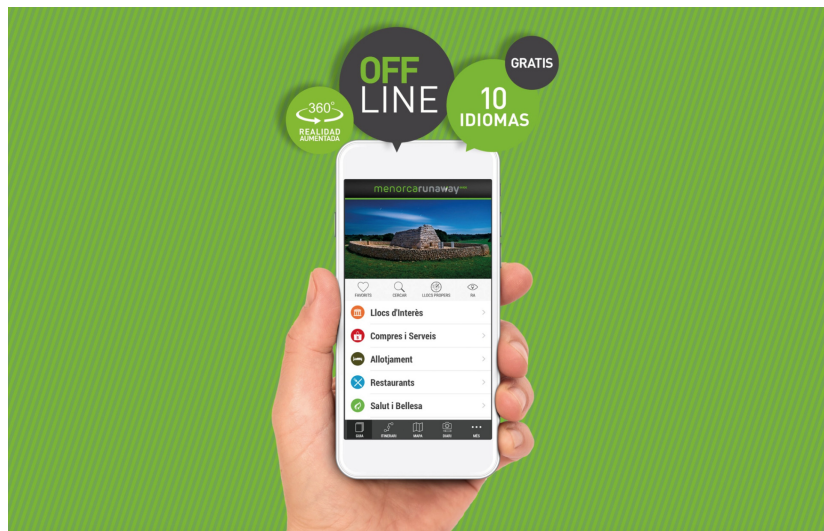 OFF
LINE
GRATIS
10
IDIOMAS
360°
REALIDAD
AUMENTADA
menorcarunaway
FAVORITS
CERCAR
LLOCS PROPERS
RA
Llocs d'Interès
Compres i Serveis
Allotjament
Restaurants
Salut i Bellesa
GUIA
ITINERARI
MAPA
MÉS